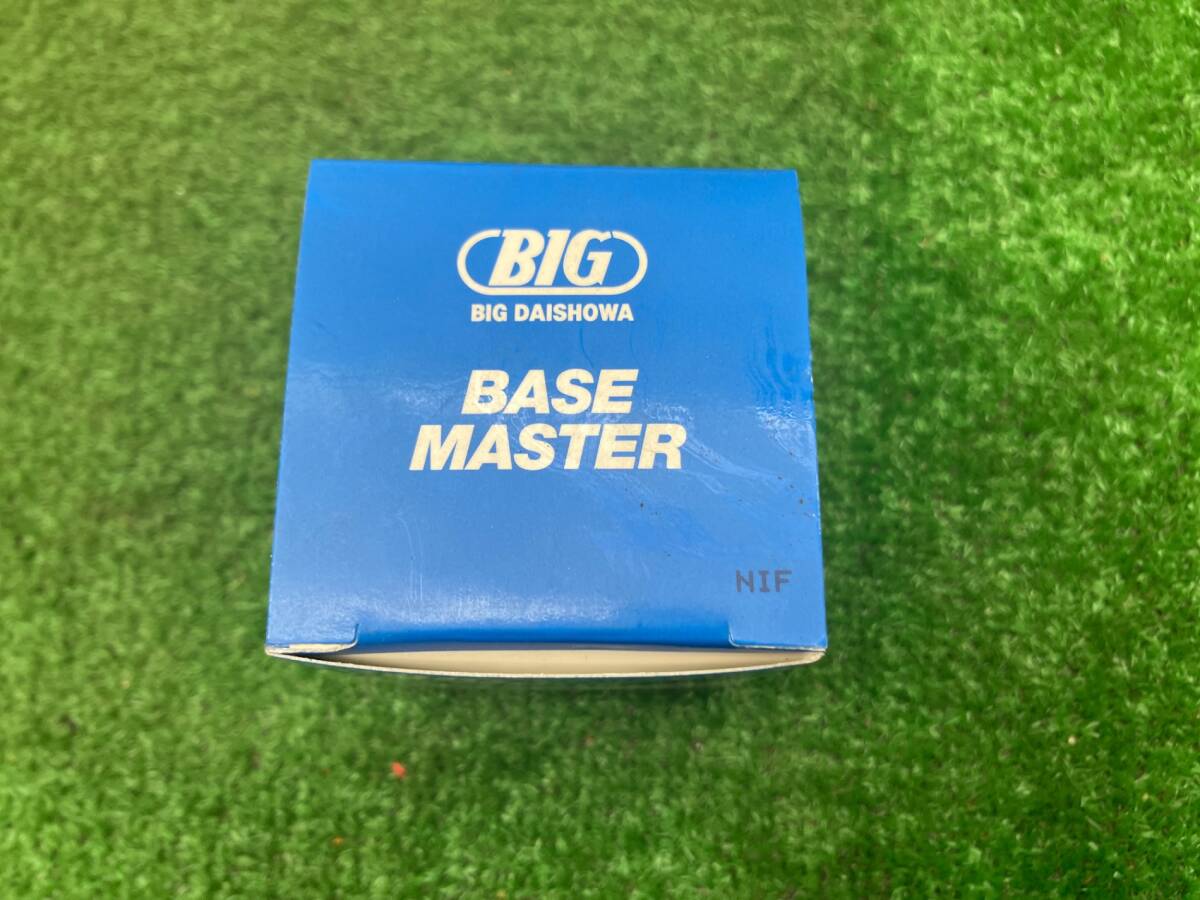 BIG
BIG DAISHOWA
BASE
MASTER
NIF